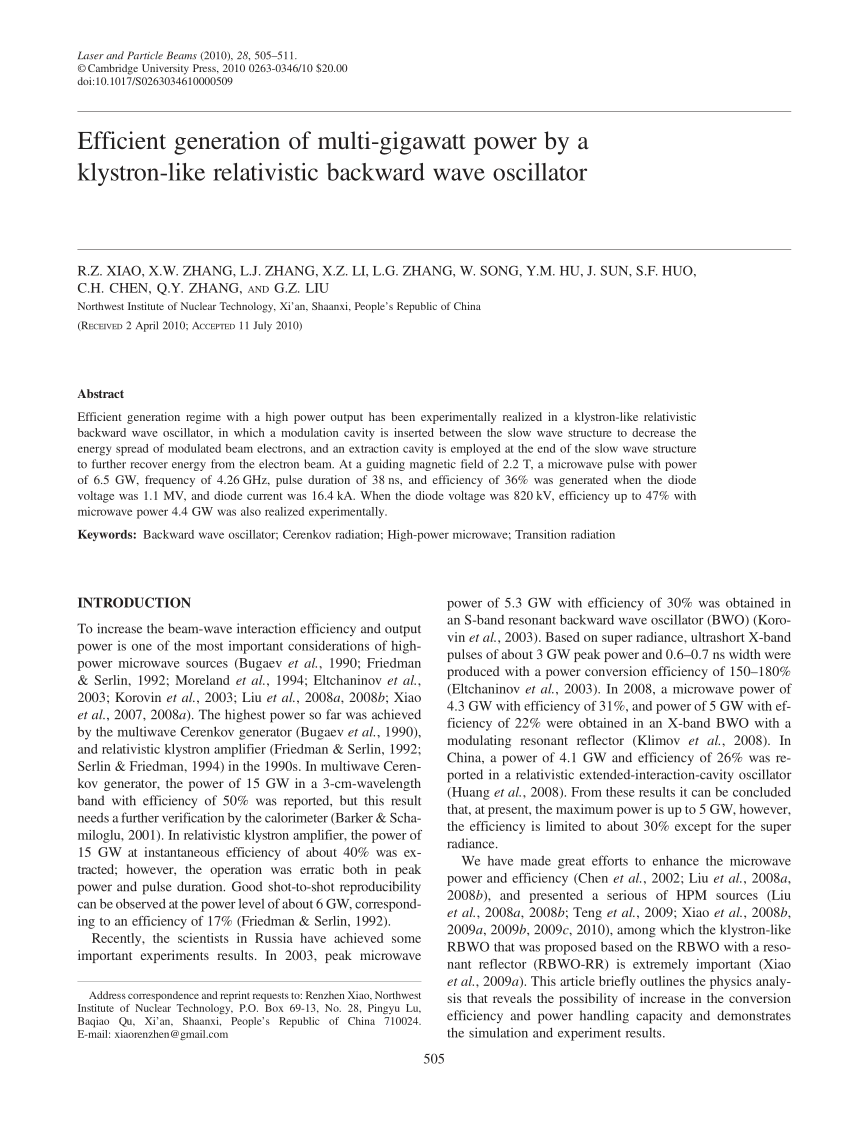 Laser and Particle Beams (2010), 28, 505–511.
© Cambridge University Press, 2010 0263-0346/10 $20.00
doi:10.1017/S0263034610000509
Efficient generation of multi-gigawatt power by a
klystron-like relativistic backward wave oscillator
R.Z. XIAO, X.W. ZHANG, L.J. ZHANG, X.Z. LI, L.G. ZHANG, W. SONG, Y.M. HU, J. SUN, S.F. HUO,
C.H. CHEN, Q.Y. ZHANG, AND G.Z. LIU
Northwest Institute of Nuclear Technology, Xi'an, Shaanxi, People's Republic of China
(RECEIVED 2 April 2010; ACCEPTED 11 July 2010)
Abstract
Efficient generation regime with a high power output has been experimentally realized in a klystron-like relativistic
backward wave oscillator, in which a modulation cavity is inserted between the slow wave structure to decrease the
energy spread of modulated beam electrons, and an extraction cavity is employed at the end of the slow wave structure
to further recover energy from the electron beam. At a guiding magnetic field of 2.2 T, a microwave pulse with power
of 6.5 GW, frequency of 4.26 GHz, pulse duration of 38 ns, and efficiency of 36% was generated when the diode
voltage was 1.1 MV, and diode current was 16.4 kA. When the diode voltage was 820 kV, efficiency up to 47% with
microwave power 4.4 GW was also realized experimentally.
Keywords: Backward wave oscillator; Cerenkov radiation; High-power microwave; Transition radiation
INTRODUCTION
To increase the beam-wave interaction efficiency and output
power is one of the most important considerations of high-
power microwave sources (Bugaev et al., 1990; Friedman
& Serlin, 1992; Moreland et al., 1994; Eltchaninov et al.,
2003; Korovin et al., 2003; Liu et al., 2008a, 2008b; Xiao
et al., 2007, 2008a). The highest power so far was achieved
by the multiwave Cerenkov generator (Bugaev et al., 1990),
and relativistic klystron amplifier (Friedman & Serlin, 1992;
Serlin & Friedman, 1994) in the 1990s. In multiwave Ceren-
kov generator, the power of 15 GW in a 3-cm-wavelength
band with efficiency of 50% was reported, but this result
needs a further verification by the calorimeter (Barker & Scha-
miloglu, 2001). In relativistic klystron amplifier, the power of
15 GW at instantaneous efficiency of about 40% was ex-
tracted; however, the operation was erratic both in peak
power and pulse duration. Good shot-to-shot reproducibility
can be observed at the power level of about 6 GW, correspond-
ing to an efficiency of 17% (Friedman & Serlin, 1992).
Recently, the scientists in Russia have achieved some
important experiments results. In 2003, peak microwave
Address correspondence and reprint requests to: Renzhen Xiao, Northwest
Institute of Nuclear Technology, P.O. Box 69-13, No. 28, Pingyu Lu,
Baqiao Qu, Xi'an, Shaanxi, People's Republic of China 710024.
E-mail: xiaorenzhen@gmail.com
power of 5.3 GW with efficiency of 30% was obtained in
an S-band resonant backward wave oscillator (BWO) (Koro-
vin et al., 2003). Based on super radiance, ultrashort X-band
pulses of about 3 GW peak power and 0.6–0.7 ns width were
produced with a power conversion efficiency of 150–180%
(Eltchaninov et al., 2003). In 2008, a microwave power of
4.3 GW with efficiency of 31%, and power of 5 GW with ef-
ficiency of 22% were obtained in an X-band BWO with a
modulating resonant reflector (Klimov et al., 2008). In
China, a power of 4.1 GW and efficiency of 26% was re-
ported in a relativistic extended-interaction-cavity oscillator
(Huang et al., 2008). From these results it can be concluded
that, at present, the maximum power is up to 5 GW, however,
the efficiency is limited to about 30% except for the super
radiance.
We have made great efforts to enhance the microwave
power and efficiency (Chen et al., 2002; Liu et al., 2008a,
2008b), and presented a serious of HPM sources (Liu
et al., 2008a, 2008b; Teng et al., 2009; Xiao et al., 2008b,
2009a, 2009b, 2009c, 2010), among which the klystron-like
RBWO that was proposed based on the RBWO with a reso-
nant reflector (RBWO-RR) is extremely important (Xiao
et al., 2009a). This article briefly outlines the physics analy-
sis that reveals the possibility of increase in the conversion
efficiency and power handling capacity and demonstrates
the simulation and experiment results.
505